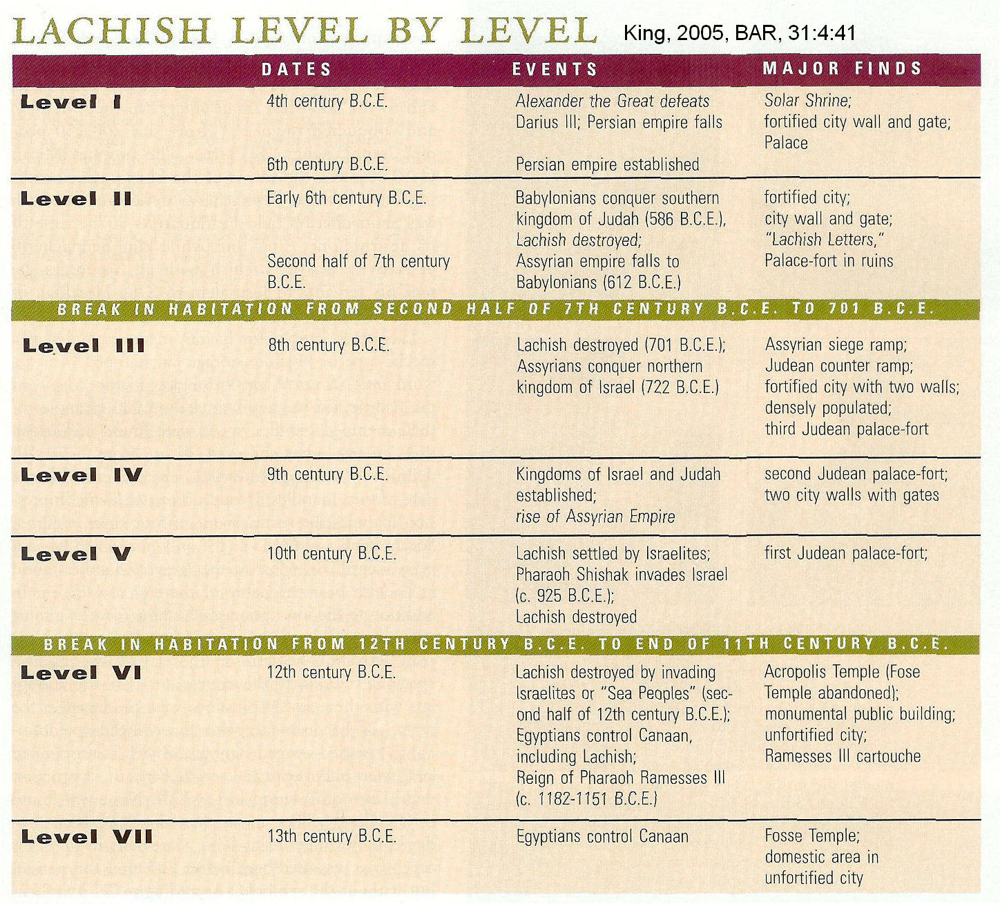 LACHISH LEVEL BY LEVEL King, 2005, BAR, 31:4:41
DATES EVENTS MAJOR FINDS
Level I 4th century B.C.E. Alexander the Great defeats Solar Shrine;
Darius III; Persian empire falls fortified city wall and gate;
Palace
6th century B.C.E. Persian empire established
Level II Early 6th century B.C.E. Babylonians conquer southern fortified city;
kingdom of Judah (586 B.C.E.), city wall and gate;
Lachish destroyed; "Lachish Letters,"
Second half of 7th century Assyrian empire falls to Palace-fort in ruins
B.C.E. Babylonians (612 B.C.E.)
BREAK IN HABITATION FROM SECOND HALF OF 7TH CENTURY B.C.E. TO 701 B.C.E.
Level III 8th century B.C.E. Lachish destroyed (701 B.C.E.); Assyrian siege ramp;
Assyrians conquer northern Judean counter ramp;
kingdom of Israel (722 B.C.E.) fortified city with two walls;
densely populated;
third Judean palace-fort
Level IV 9th century B.C.E. Kingdoms of Israel and Judah second Judean palace-fort;
established; two city walls with gates
rise of Assyrian Empire
Level V 10th century B.C.E. Lachish settled by Israelites; first Judean palace-fort;
Pharaoh Shishak invades Israel
(c. 925 B.C.E.);
Lachish destroyed
BREAK IN HABITATION FROM 12TH CENTURY B.C.E. TO END OF 11TH CENTURY B.C.E.
Level VI 12th century B.C.E. Lachish destroyed by invading Acropolis Temple (Fose
Israelites or "Sea Peoples" (sec- Temple abandoned);
ond half of 12th century B.C.E.); monumental public building;
Egyptians control Canaan, unfortified city;
including Lachish; Ramesses III cartouche
Reign of Pharaoh Ramesses III
(c. 1182-1151 B.C.E.)
Level VII 13th century B.C.E. Egyptians control Canaan Fosse Temple;
domestic area in
unfortified city